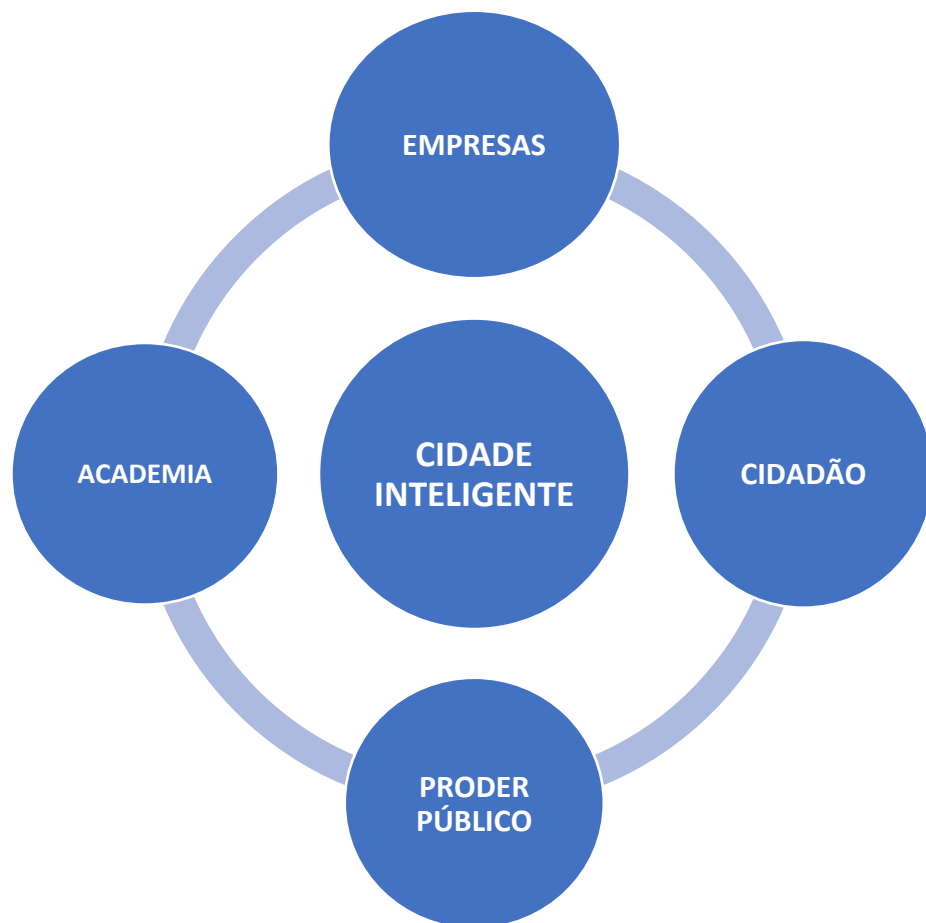 EMPRESAS
ACADEMIA
CIDADE
INTELIGENTE
CIDADÃO
PRODER
PÚBLICO